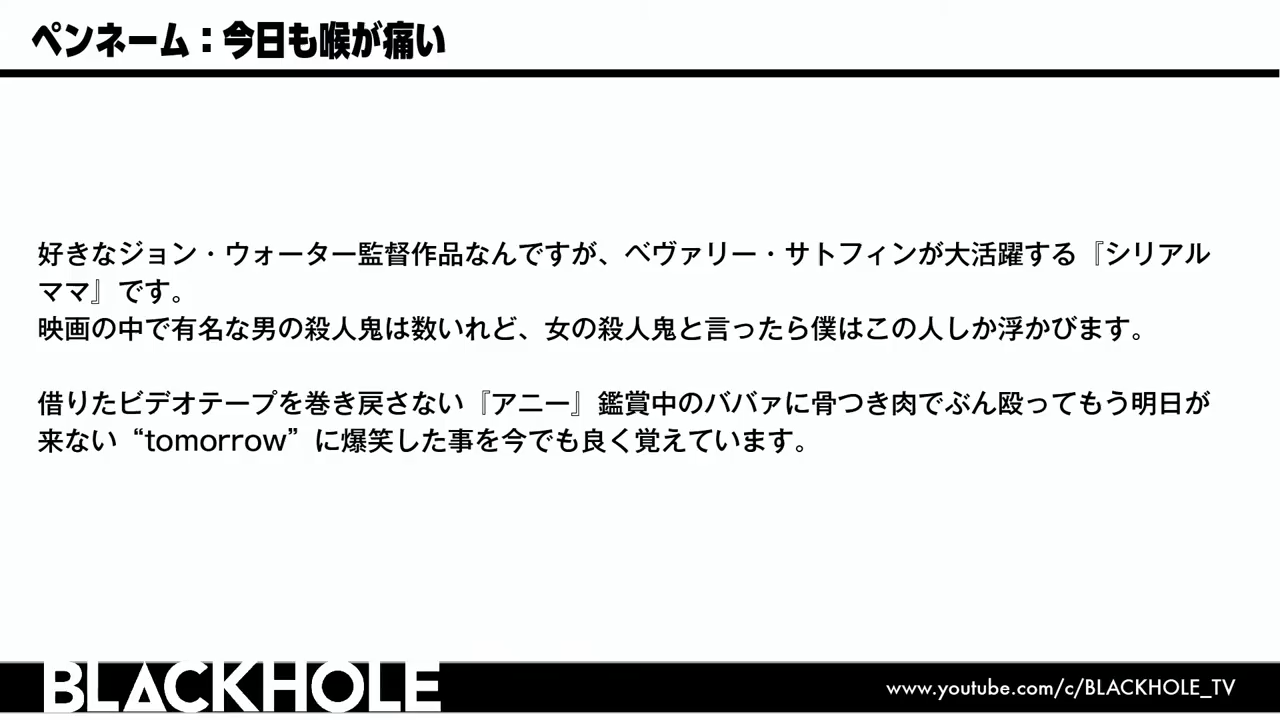 ペンネーム：今日も喉が痛い
好きなジョン・ウォーター監督作品なんですが、ベヴァリー・サトフィンが大活躍する『シリアル
ママ』です。
映画の中で有名な男の殺人鬼は数いれど、女の殺人鬼と言ったら僕はこの人しか浮かびます。
借りたビデオテープを巻き戻さない『アニー』鑑賞中のババァに骨つき肉でぶん殴ってもう明日が
来ない“tomorrow”に爆笑した事を今でも良く覚えています。
BLACKHOLE
www.youtube.com/c/BLACKHOLE_TV